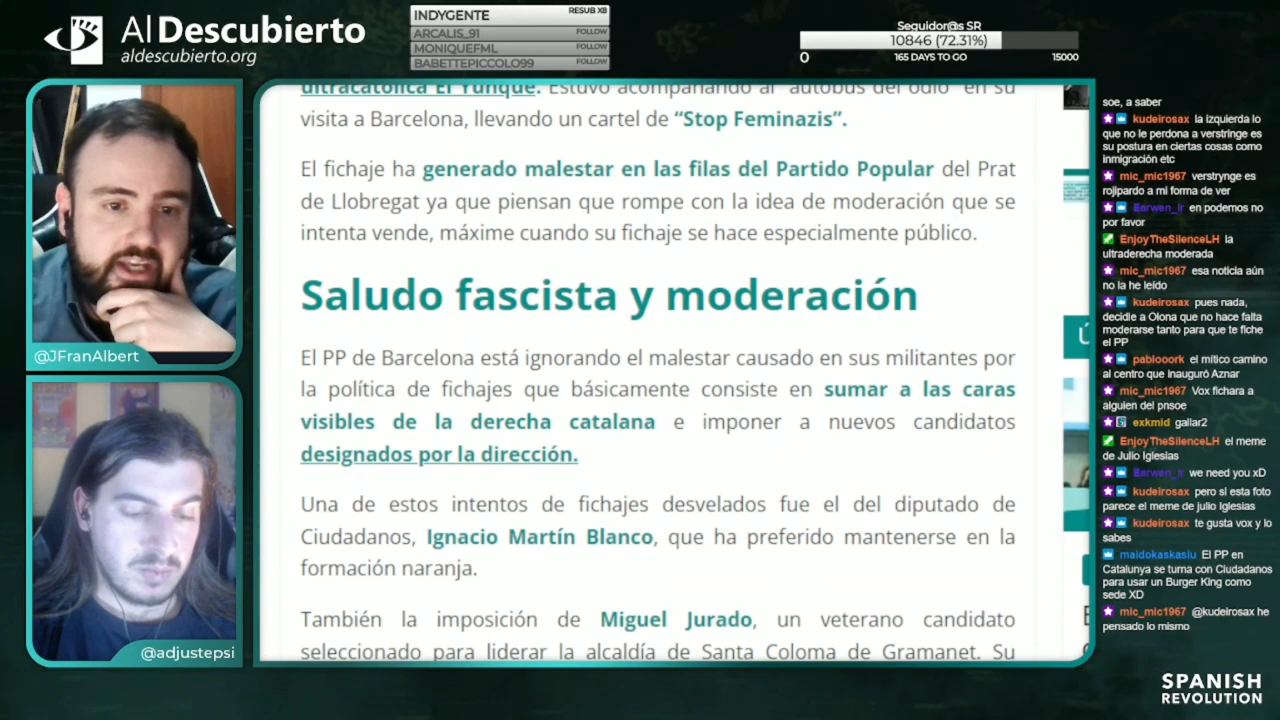 Al Descubierto
aldescubierto.org
INDYGENTE RESUB X8
ARCALIS_91 FOLLOW
MONIQUEFML FOLLOW
BABETTEPICCOLO99 FOLLOW
Seguidor@s SR
10846 (72.31%)
0 165 DAYS TO GO 15000
@JFranAlbert
@adjustepsi
ultracatólica El Yunque. Estuvo acompañando al “autobús del odio” en su
visita a Barcelona, llevando un cartel de “Stop Feminazis”.
El fichaje ha generado malestar en las filas del Partido Popular del Prat
de Llobregat ya que piensan que rompe con la idea de moderación que se
intenta vende, máxime cuando su fichaje se hace especialmente público.
Saludo fascista y moderación
El PP de Barcelona está ignorando el malestar causado en sus militantes por
la política de fichajes que básicamente consiste en sumar a las caras
visibles de la derecha catalana e imponer a nuevos candidatos
designados por la dirección.
Una de estos intentos de fichajes desvelados fue el del diputado de
Ciudadanos, Ignacio Martín Blanco, que ha preferido mantenerse en la
formación naranja.
También la imposición de Miguel Jurado, un veterano candidato
seleccionado para liderar la alcaldía de Santa Coloma de Gramanet. Su
soe, a saber
kudeirosax la izquierda lo
que no le perdona a verstringe es
su postura en ciertas cosas como
inmigración etc
mic_mic1967 verstrynge es
rojipardo a mi forma de ver
Earwen_ir en podemos no
por favor
EnjoyTheSilenceLH la
ultraderecha moderada
mic_mic1967 esa noticia aún
no la he leído
kudeirosax pues nada,
decidle a Olona que no hace falta
moderarse tanto para que te fiche
el PP
pablooork el mítico camino
al centro que inauguró Aznar
mic_mic1967 Vox fichara a
alguien del pnsoe
exkmid gallar2
EnjoyTheSilenceLH el meme
de Julio Iglesias
Earwen_ir we need you xD
kudeirosax pero si esta foto
parece el meme de julio Iglesias
kudeirosax te gusta vox y lo
sabes
maidokaskasiu El PP en
Catalunya se turna con Ciudadanos
para usar un Burger King como
sede XD
mic_mic1967 @kudeirosax he
pensado lo mismo
SPANISH
REVOLUTION